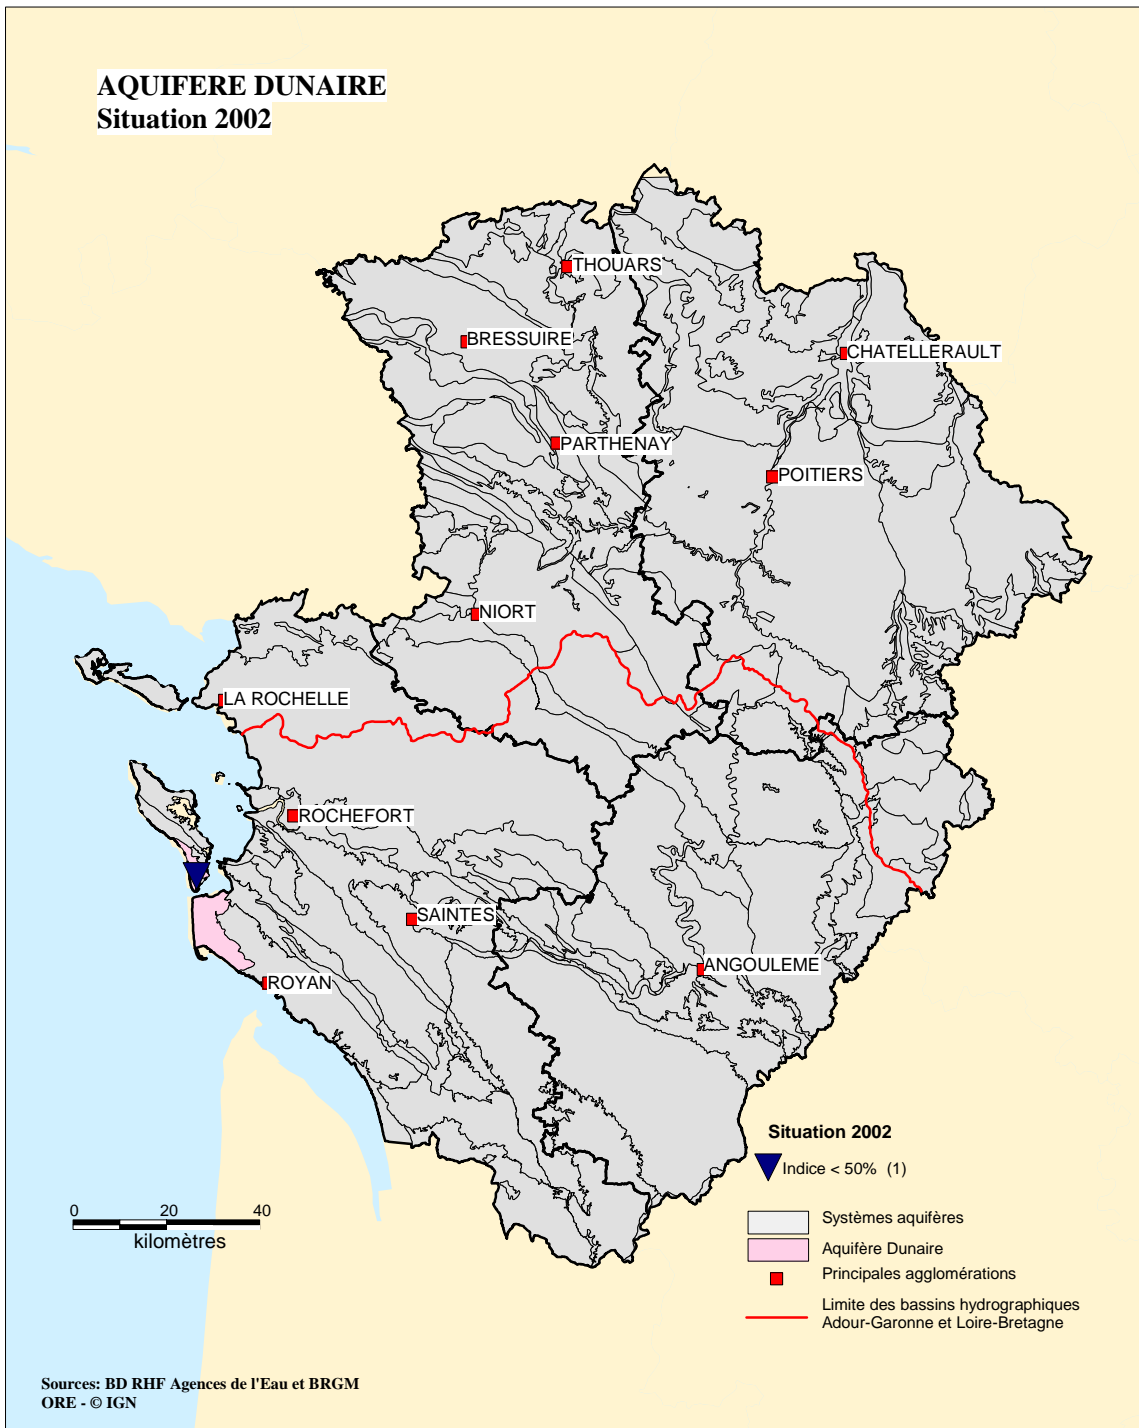 AQUIFERE DUNAIRE
Situation 2002
THOUARS
BRESSUIRE
CHATELLERAULT
PARTHENAY
POITIERS
NIORT
LA ROCHELLE
ROCHEFORT
SAINTES
ANGOULEME
ROYAN
Situation 2002
Indice < 50% (1)
0 20 40
kilomètres
Systèmes aquifères
Aquifère Dunaire
Principales agglomérations
Limite des bassins hydrographiques
Adour-Garonne et Loire-Bretagne
Sources: BD RHF Agences de l'Eau et BRGM
ORE - © IGN